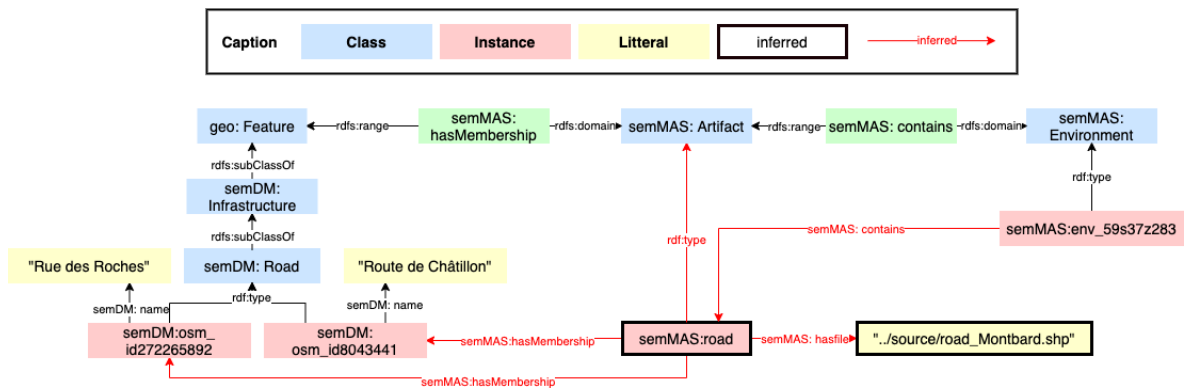 Caption
Class
Instance
Litteral
inferred
inferred
geo: Feature
rdfs:range
semMAS:
hasMembership
rdfs:domain
semMAS: Artifact
rdfs:range
semMAS: contains
rdfs:domain
semMAS:
Environment
rdfs:subClassOf
semDM:
Infrastructure
rdf:type
rdfs:subClassOf
semMAS: contains
semMAS:env_59s37z283
rdf:type
"Rue des Roches"
semDM: Road
"Route de Châtillon"
semDM: name
rdf:type
semDM: name
semDM:osm_
id272265892
semDM:
osm_id8043441
semMAS:hasMembership
semMAS:road
semMAS: hasfile
"../source/road_Montbard.shp"
semMAS:hasMembership